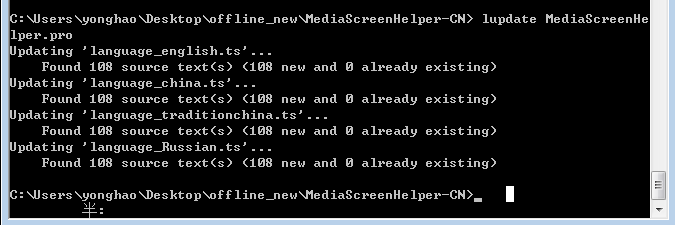 C:\Users\yonghao\Desktop\offline_new\MediaScreenHelper-CN> lupdate MediaScreenHe
lper.pro
Updating 'language_english.ts'...
    Found 108 source text(s) (108 new and 0 already existing)
Updating 'language_china.ts'...
    Found 108 source text(s) (108 new and 0 already existing)
Updating 'language_traditionchina.ts'...
    Found 108 source text(s) (108 new and 0 already existing)
Updating 'language_Russian.ts'...
    Found 108 source text(s) (108 new and 0 already existing)
C:\Users\yonghao\Desktop\offline_new\MediaScreenHelper-CN>_
半: